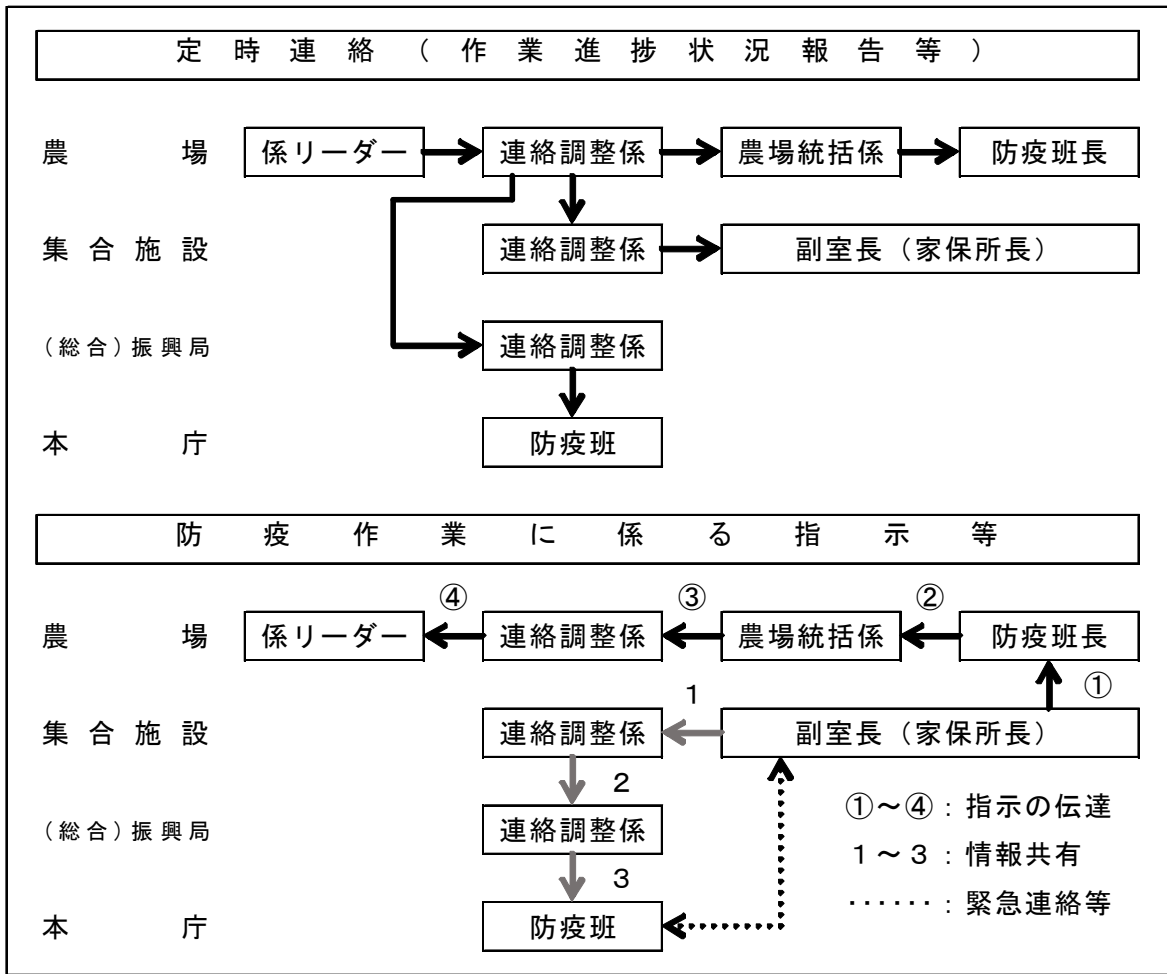 定時連絡（作業進捗状況報告等）
農場 係リーダー 連絡調整係 農場統括係 防疫班長
集合施設 連絡調整係 副室長（家保所長）
（総合）振興局 連絡調整係
本庁 防疫班
防疫作業に係る指示等
④ ③ ②
農場 係リーダー 連絡調整係 農場統括係 防疫班長
1 ①
集合施設 連絡調整係 副室長（家保所長）
2 ①～④：指示の伝達
（総合）振興局 連絡調整係 1～3：情報共有
3 ‥‥‥：緊急連絡等
本庁 防疫班